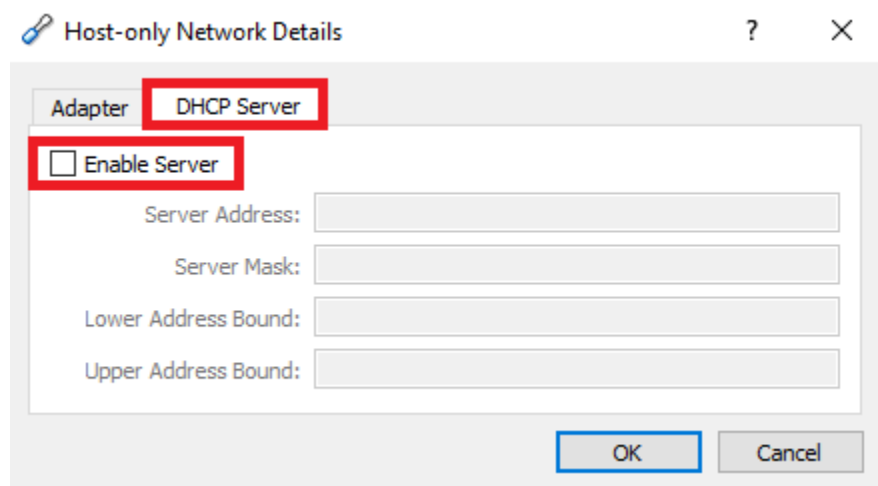 Host-only Network Details ?
Adapter DHCP Server
Enable Server
Server Address:
Server Mask:
Lower Address Bound:
Upper Address Bound:
OK Cancel